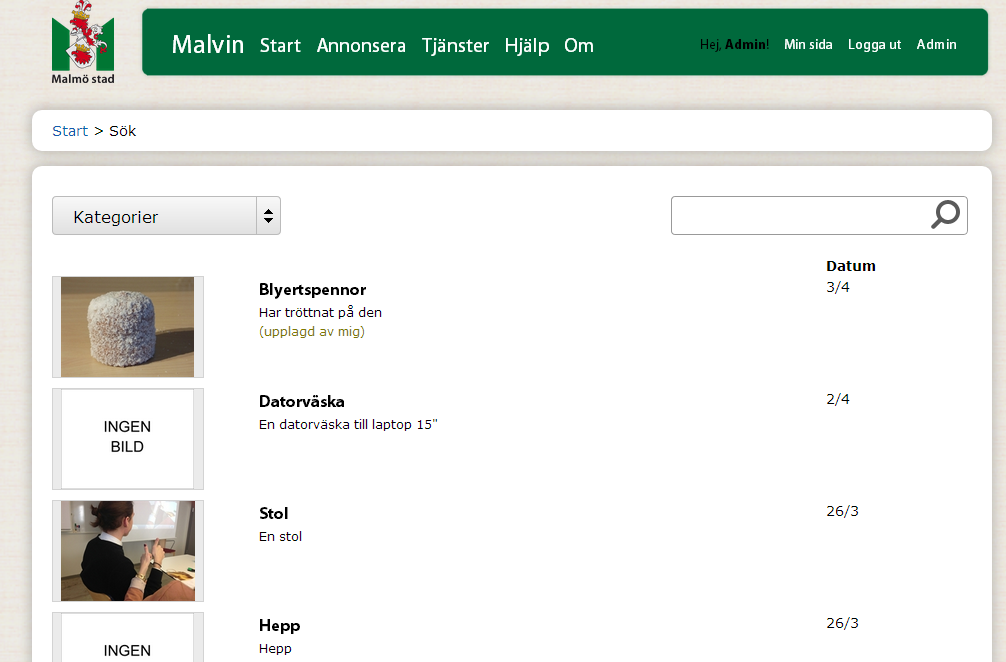 Malmö stad
Malvin Start Annonsera Tjänster Hjälp Om
Hej, Admin! Min sida Logga ut Admin
Start > Sök
Kategorier
Datum
Blyertspennor
3/4
Har tröttnat på den
(upplagd av mig)
INGEN
BILD
Datorväska
2/4
En datorväska till laptop 15"
Stol
26/3
En stol
INGEN
Hepp
26/3
Hepp